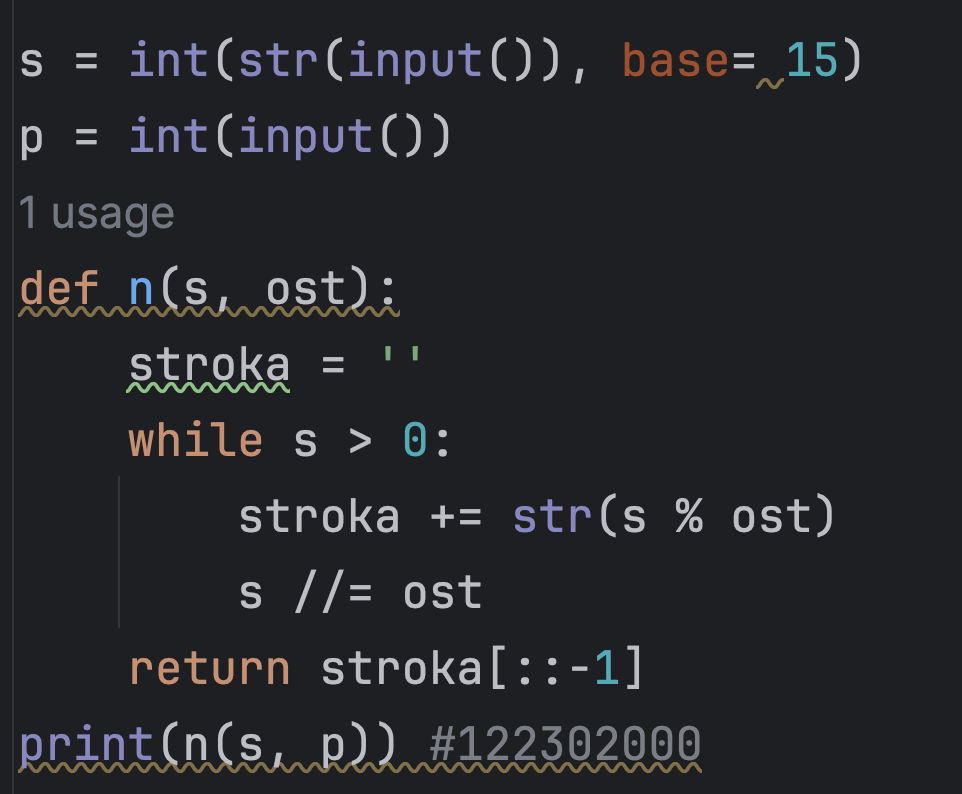 s = int(str(input()), base= 15)
p = int(input())
1 usage
def n(s, ost):
    stroka = ''
    while s > 0:
        stroka += str(s % ost)
        s //= ost
    return stroka[::-1]
print(n(s, p)) #122302000